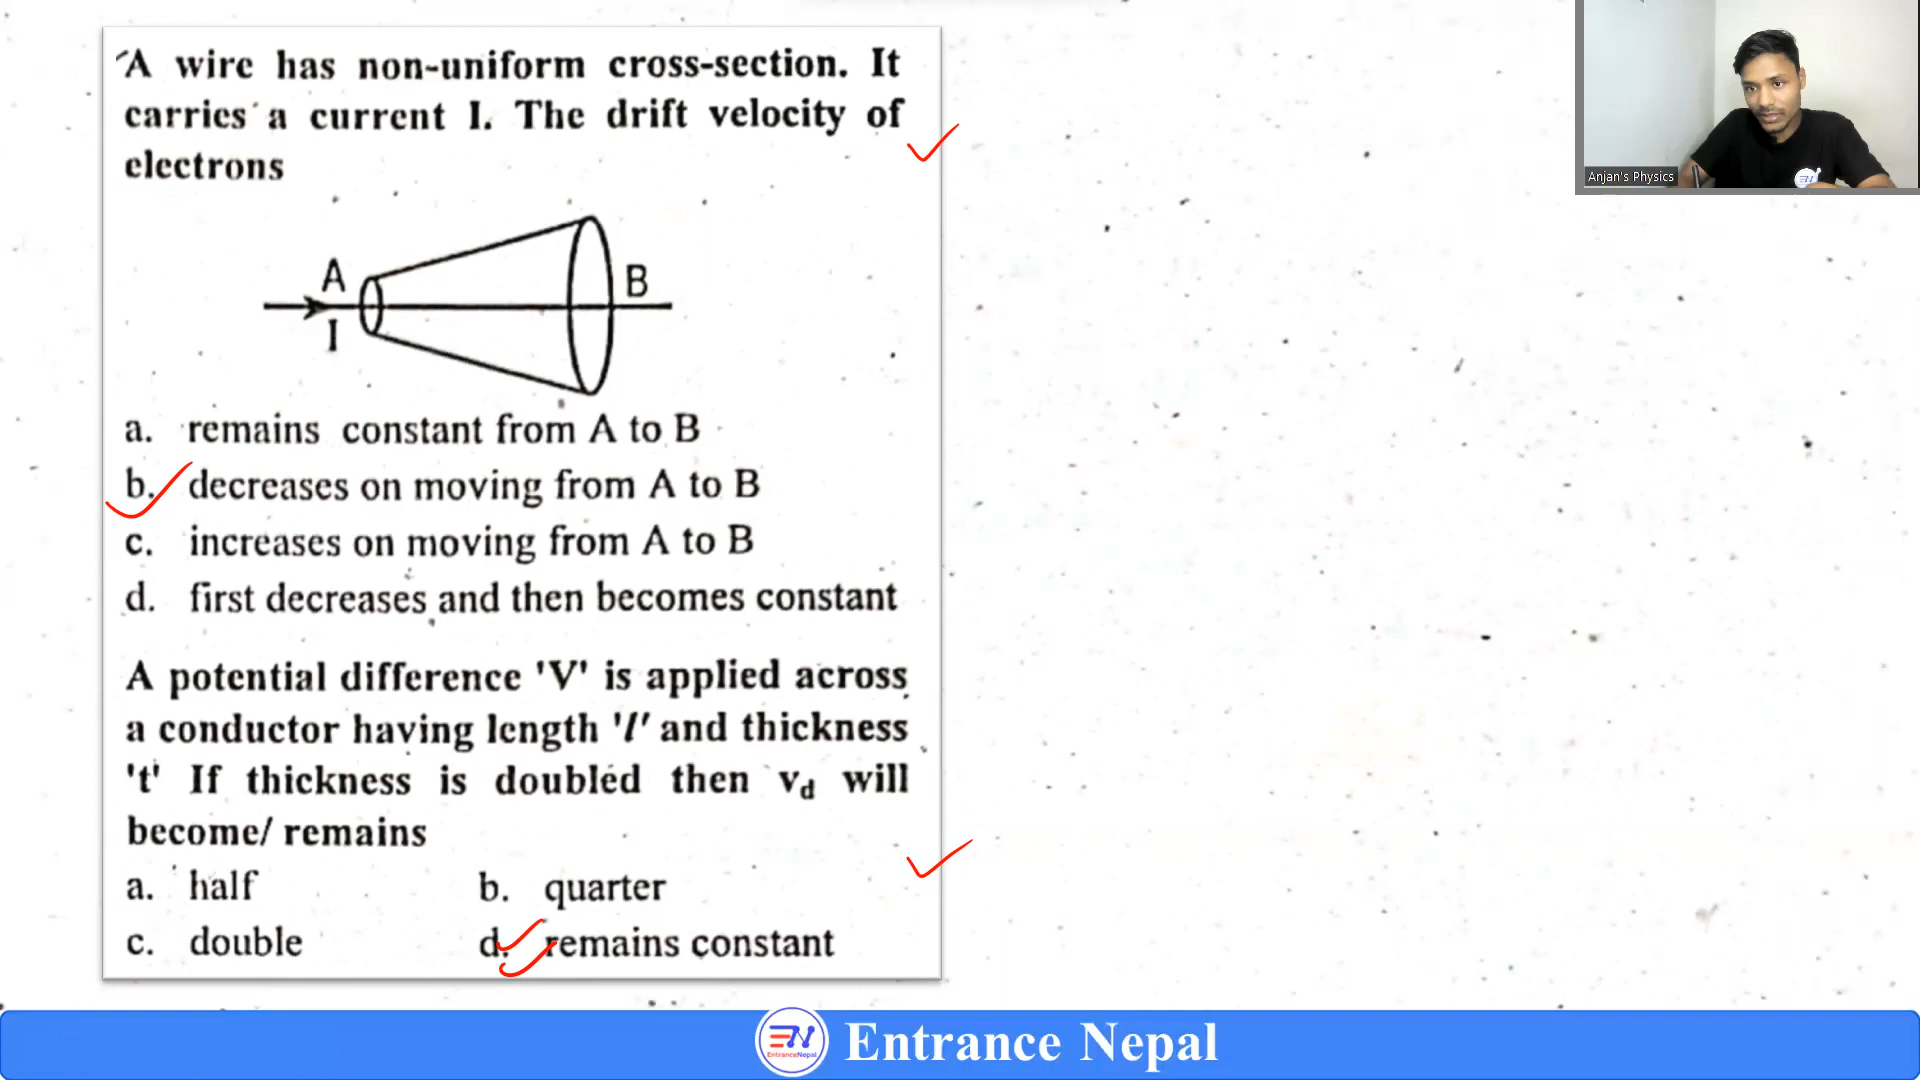 A wire has non-uniform cross-section. It
carries a current I. The drift velocity of
electrons
A
B
I
a. remains constant from A to B
b. decreases on moving from A to B
c. increases on moving from A to B
d. first decreases and then becomes constant
A potential difference 'V' is applied across
a conductor having length 'l' and thickness
't' If thickness is doubled then vd will
become/ remains
a. half b. quarter
c. double d. remains constant
Anjan's Physics
EN
EntranceNepal
Entrance Nepal